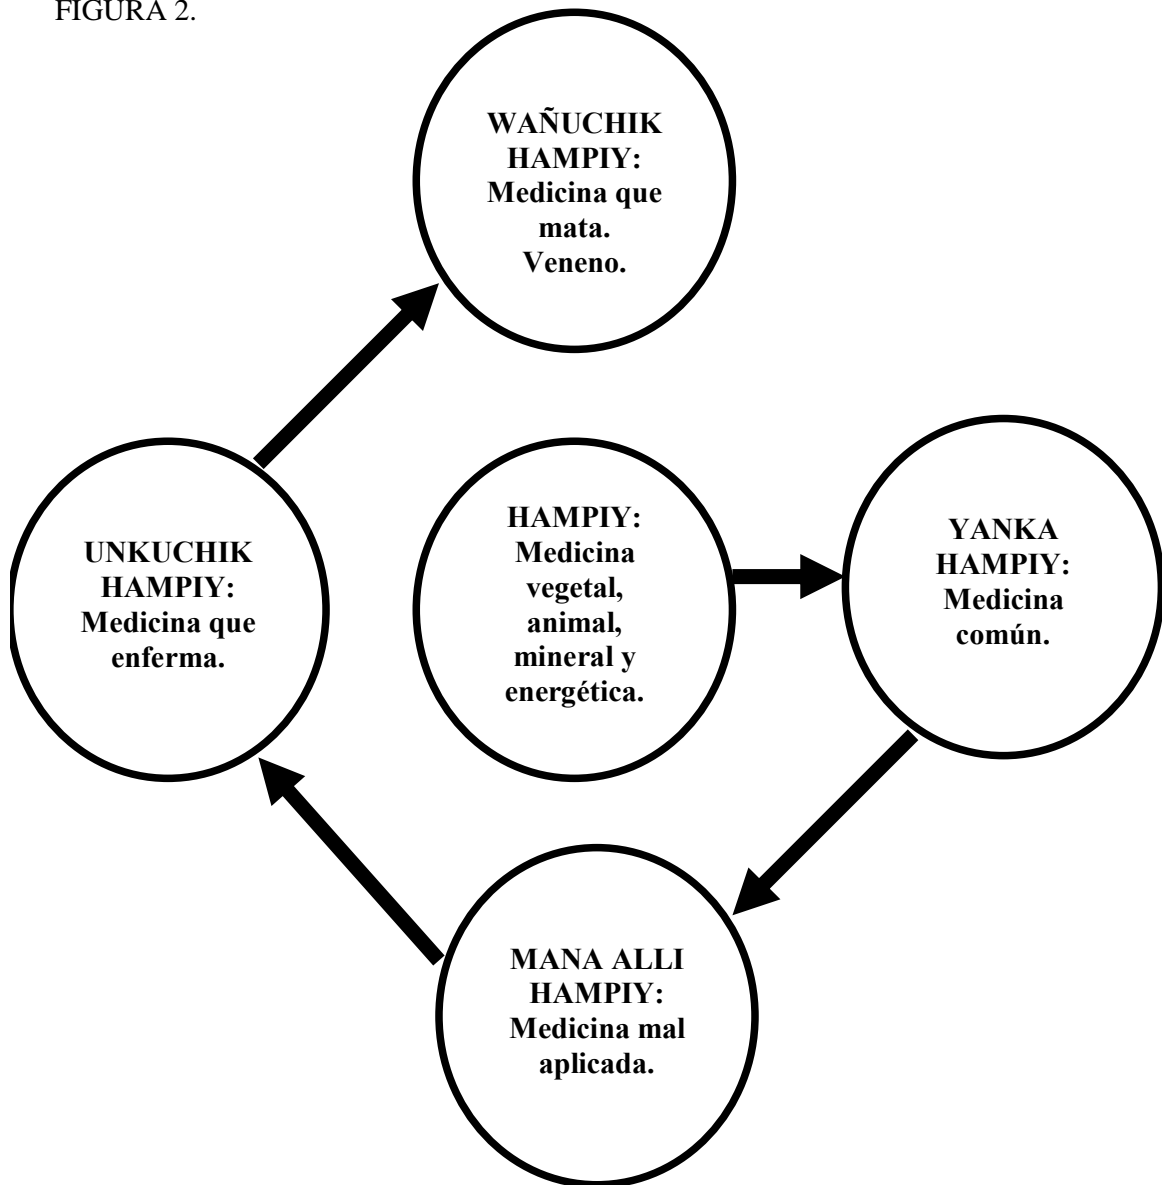 FIGURA 2.
WAÑUCHIK
HAMPIY:
Medicina que
mata.
Veneno.
UNKUCHIK
HAMPIY:
Medicina que
enferma.
HAMPIY:
Medicina
vegetal,
animal,
mineral y
energética.
YANKA
HAMPIY:
Medicina
común.
MANA ALLI
HAMPIY:
Medicina mal
aplicada.